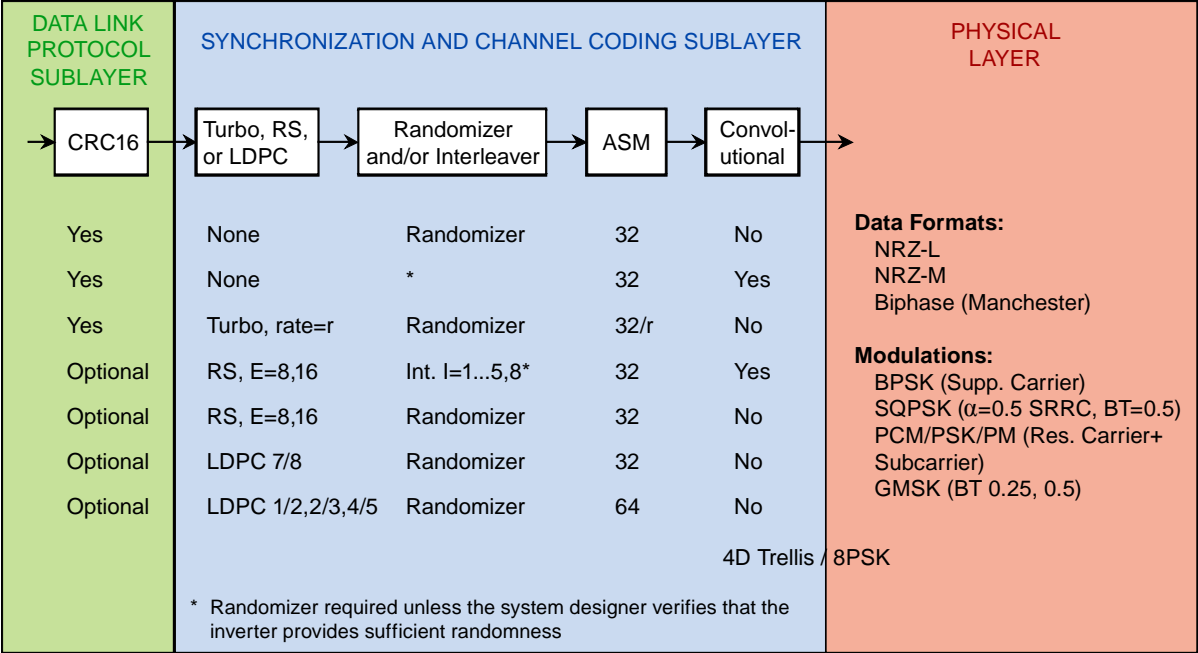 DATA LINK
PROTOCOL
SUBLAYER
SYNCHRONIZATION AND CHANNEL CODING SUBLAYER
PHYSICAL
LAYER
CRC16
Turbo, RS,
or LDPC
Randomizer
and/or Interleaver
ASM
Convol-
utional
Yes None Randomizer 32 No
Yes None * 32 Yes
Yes Turbo, rate=r Randomizer 32/r No
Optional RS, E=8,16 Int. I=1...5,8* 32 Yes
Optional RS, E=8,16 Randomizer 32 No
Optional LDPC 7/8 Randomizer 32 No
Optional LDPC 1/2,2/3,4/5 Randomizer 64 No
4D Trellis / 8PSK
* Randomizer required unless the system designer verifies that the
inverter provides sufficient randomness
Data Formats:
NRZ-L
NRZ-M
Biphase (Manchester)
Modulations:
BPSK (Supp. Carrier)
SQPSK (α=0.5 SRRC, BT=0.5)
PCM/PSK/PM (Res. Carrier+
Subcarrier)
GMSK (BT 0.25, 0.5)